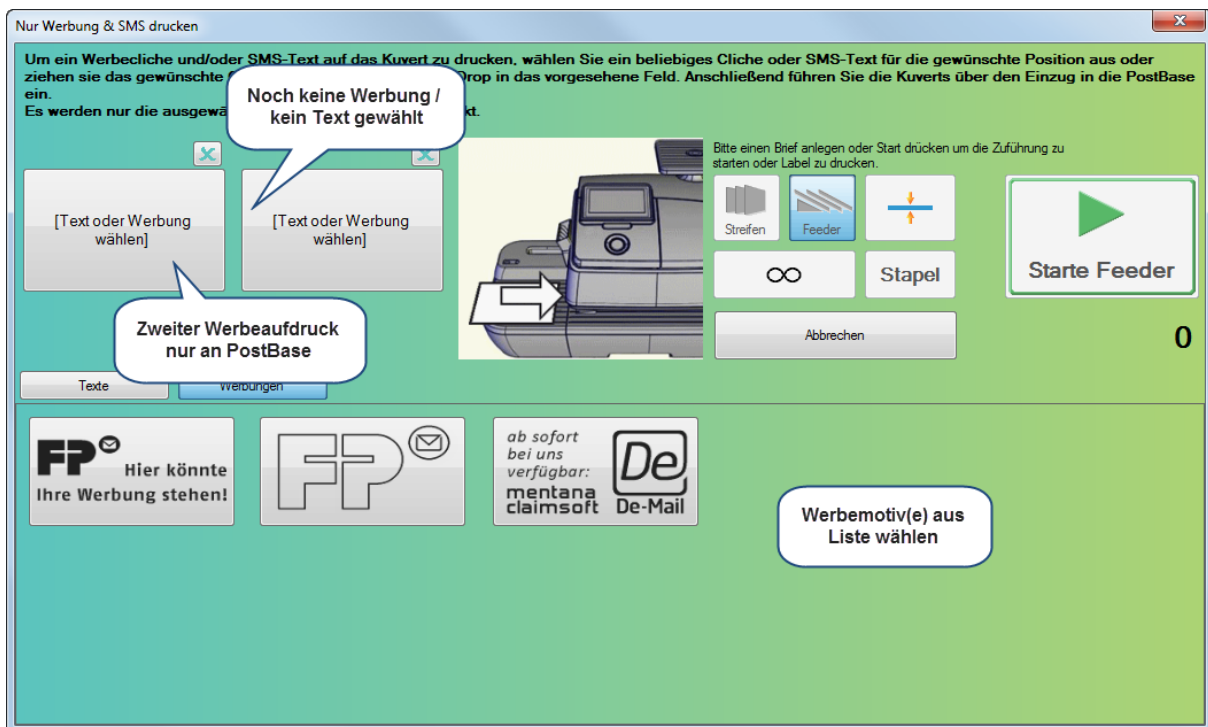 Nur Werbung & SMS drucken
Um ein Werbecliche und/oder SMS-Text auf das Kuvert zu drucken, wählen Sie ein beliebiges Cliche oder SMS-Text für die gewünschte Position aus oder
ziehen sie das gewünschte Drop in das vorgesehene Feld. Anschließend führen Sie die Kuverts über den Einzug in die PostBase
ein.
Es werden nur die
Noch keine Werbung /
kein Text gewählt
Bitte einen Brief anlegen oder Start drücken um die Zuführung zu
starten oder Label zu drucken.
[Text oder Werbung
wählen]
[Text oder Werbung
wählen]
Streifen
Feeder
∞
Stapel
Starte Feeder
Abbrechen
0
Zweiter Werbeaufdruck
nur an PostBase
Texte
Werbungen
FP Hier könnte
Ihre Werbung stehen!
FP
ab sofort
bei uns
verfügbar:
mentana
claimsoft
De
De-Mail
Werbemotiv(e) aus
Liste wählen